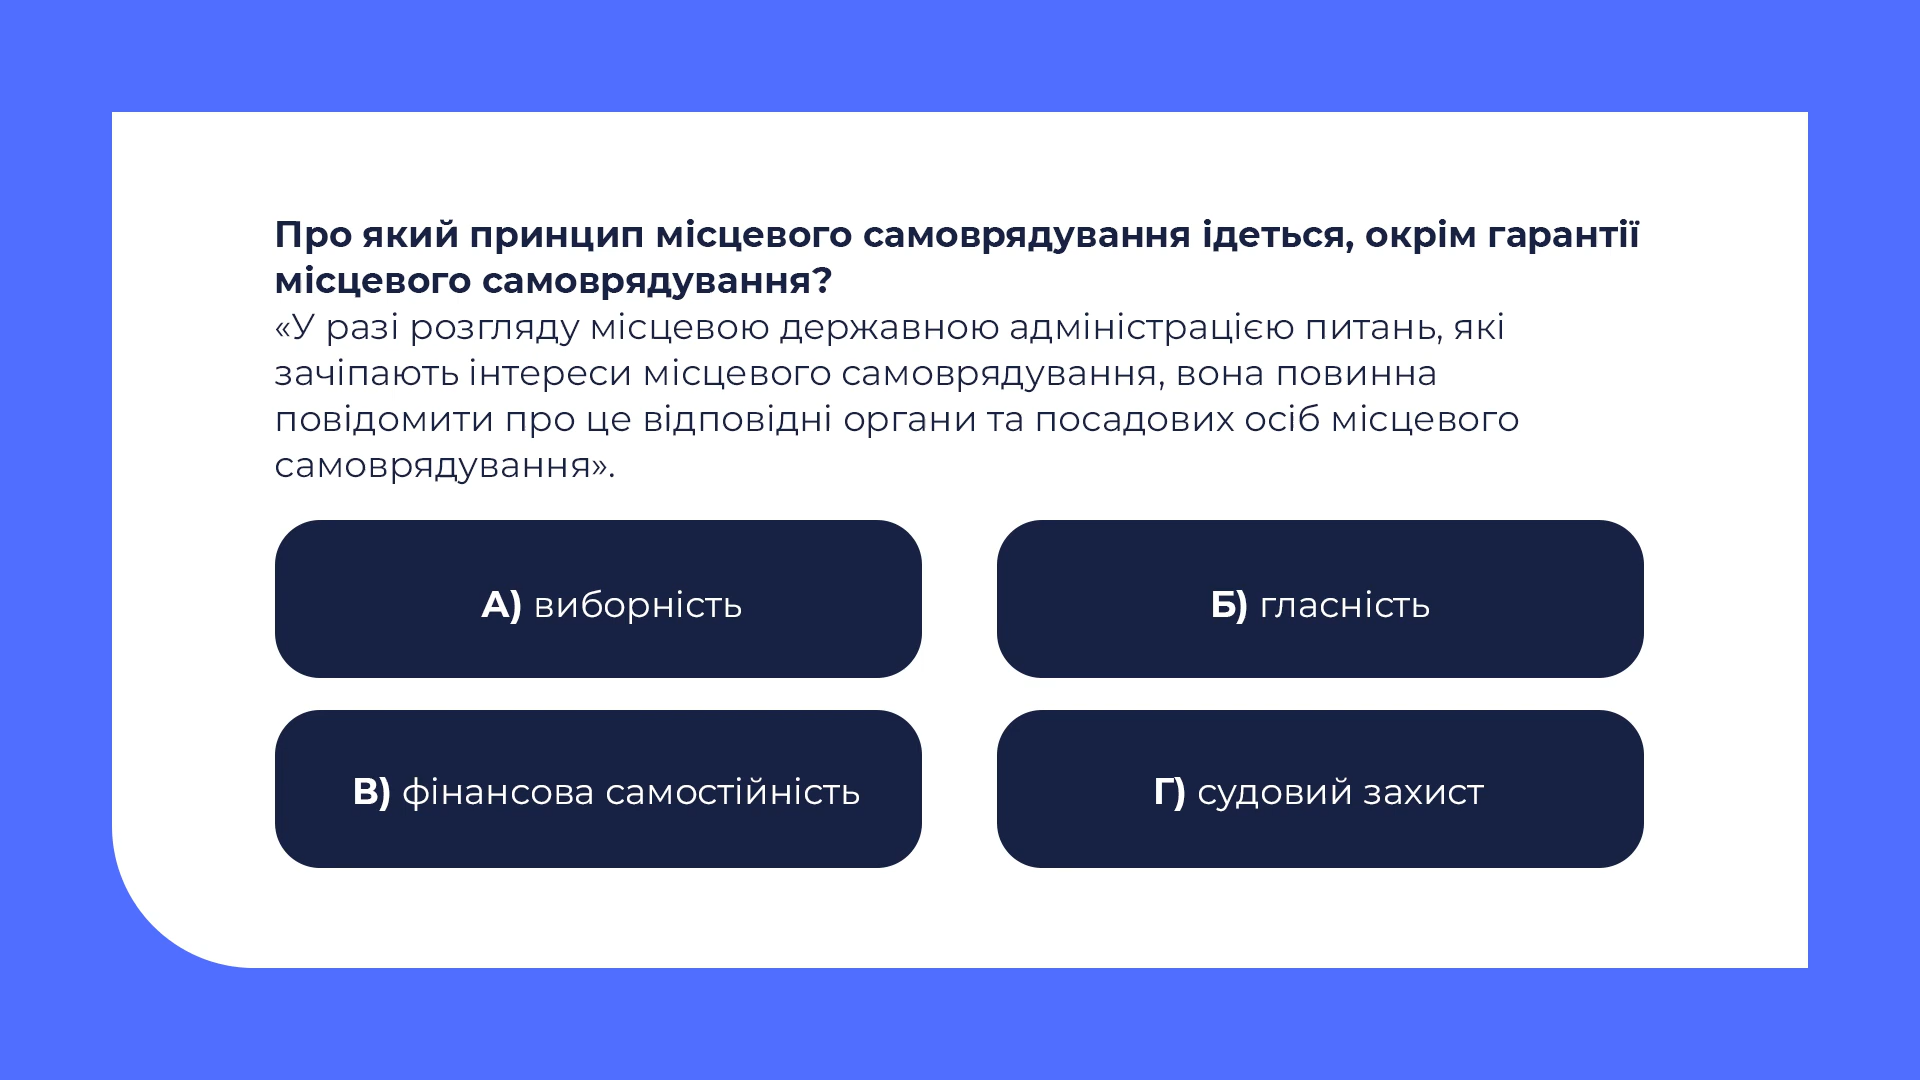 Про який принцип місцевого самоврядування ідеться, окрім гарантії
місцевого самоврядування?
«У разі розгляду місцевою державною адміністрацією питань, які
зачіпають інтереси місцевого самоврядування, вона повинна
повідомити про це відповідні органи та посадових осіб місцевого
самоврядування».
А) виборність
Б) гласність
В) фінансова самостійність
Г) судовий захист